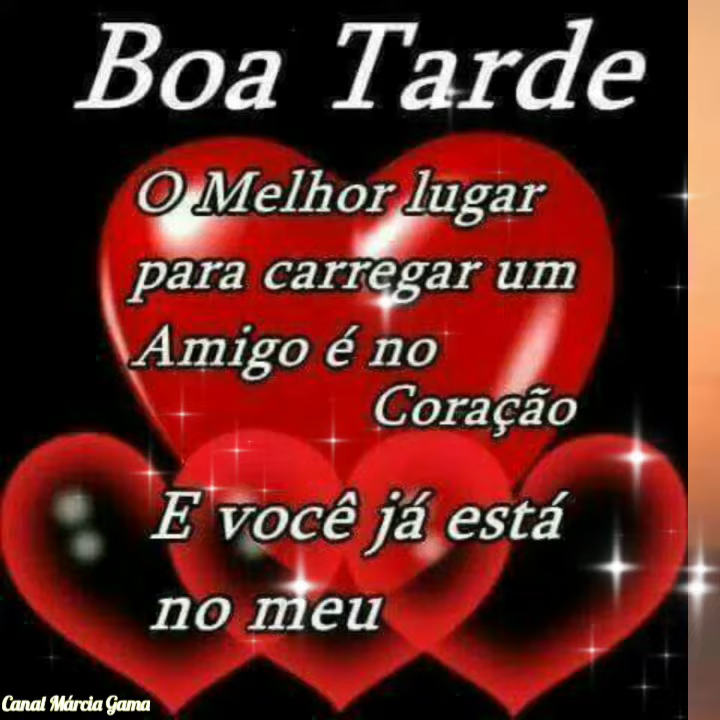 Boa Tarde
O Melhor lugar
para carregar um
Amigo é no
Coração
E você já está
no meu
Canal Márcia Gama